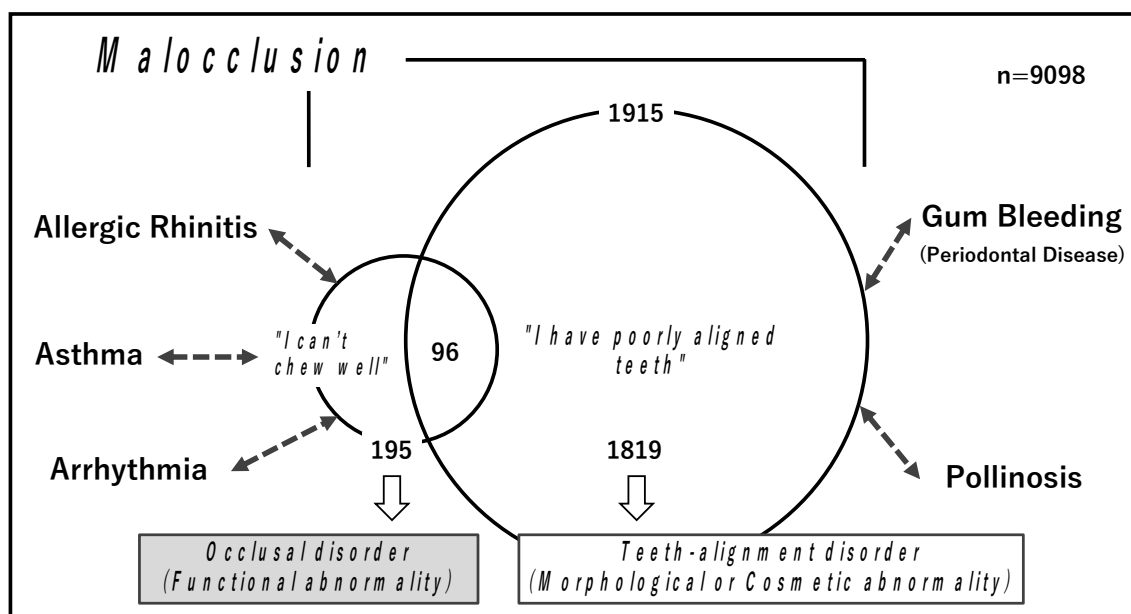 Malocclusion
n=9098
1915
Allergic Rhinitis
Gum Bleeding
(Periodontal Disease)
Asthma
"I can't
chew well"
96
"I have poorly aligned
teeth"
Arrhythmia
195
1819
Pollinosis
Occlusal disorder
(Functional abnormality)
Teeth-alignment disorder
(Morphological or Cosmetic abnormality)